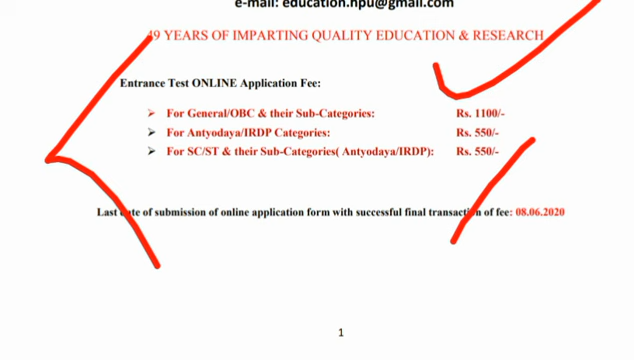 e-mail: education.hpu@gmail.com
49 YEARS OF IMPARTING QUALITY EDUCATION & RESEARCH
Entrance Test ONLINE Application Fee:
For General/OBC & their Sub-Categories: Rs. 1100/-
For Antyodaya/IRDP Categories: Rs. 550/-
For SC/ST & their Sub-Categories( Antyodaya/IRDP): Rs. 550/-
Last date of submission of online application form with successful final transaction of fee: 08.06.2020
1